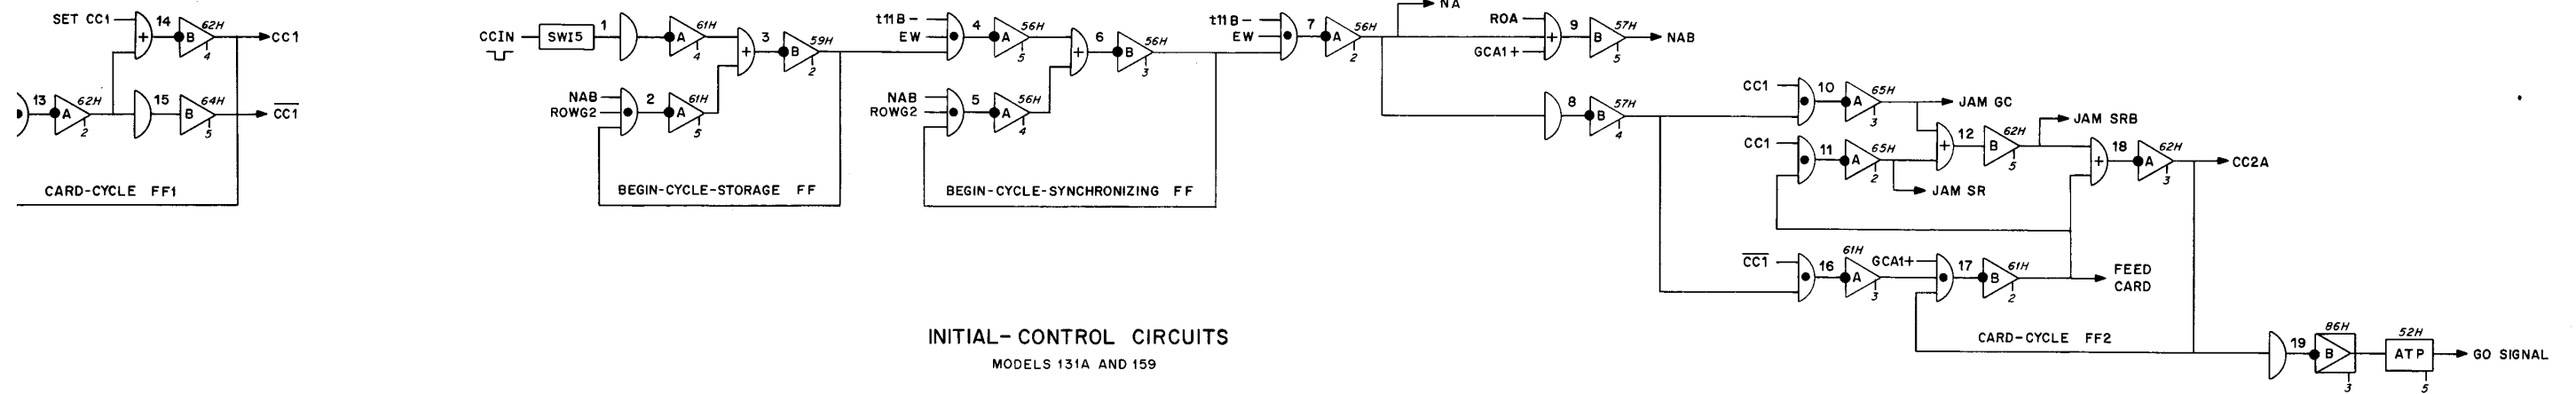 SET CC1
14
62H
B
4
CC1
13
62H
A
2
15
64H
B
5
CC1
CARD-CYCLE FF1
CCIN
SWI5
1
61H
A
4
3
59H
B
2
NAB
ROWG2
2
61H
A
5
BEGIN-CYCLE-STORAGE FF
t11B-
EW
4
56H
A
5
6
56H
B
3
NAB
ROWG2
5
56H
A
4
BEGIN-CYCLE-SYNCHRONIZING FF
t11B-
EW
7
56H
A
2
NA
ROA
GCA1+
9
57H
B
5
NAB
8
57H
B
4
CC1
10
65H
A
3
JAM GC
CC1
11
65H
A
2
JAM SR
12
62H
B
5
JAM SRB
18
62H
A
3
CC2A
CC1
16
61H
A
3
GCA1+
17
61H
B
2
FEED
CARD
CARD-CYCLE FF2
19
86H
B
3
52H
ATP
5
GO SIGNAL
INITIAL-CONTROL CIRCUITS
MODELS 131A AND 159